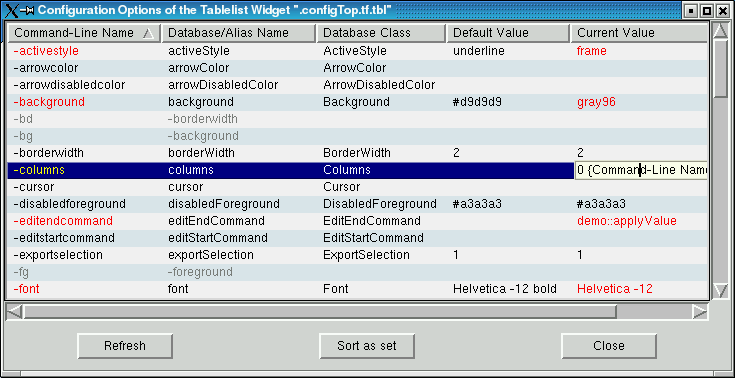 Configuration Options of the Tablelist Widget ".configTop.tf.tbl"
Command-Line Name Database/Alias Name Database Class Default Value Current Value
-activestyle activeStyle ActiveStyle underline frame
-arrowcolor arrowColor ArrowColor
-arrowdisabledcolor arrowDisabledColor ArrowDisabledColor
-background background Background #d9d9d9 gray96
-bd -borderwidth
-bg -background
-borderwidth borderWidth BorderWidth 2 2
-columns columns Columns 0 {Command-Line Name
-cursor cursor Cursor
-disabledforeground disabledForeground DisabledForeground #a3a3a3 #a3a3a3
-editendcommand editEndCommand EditEndCommand demo::applyValue
-editstartcommand editStartCommand EditStartCommand
-exportselection exportSelection ExportSelection 1 1
-fg -foreground
-font font Font Helvetica -12 bold Helvetica -12
Refresh Sort as set Close